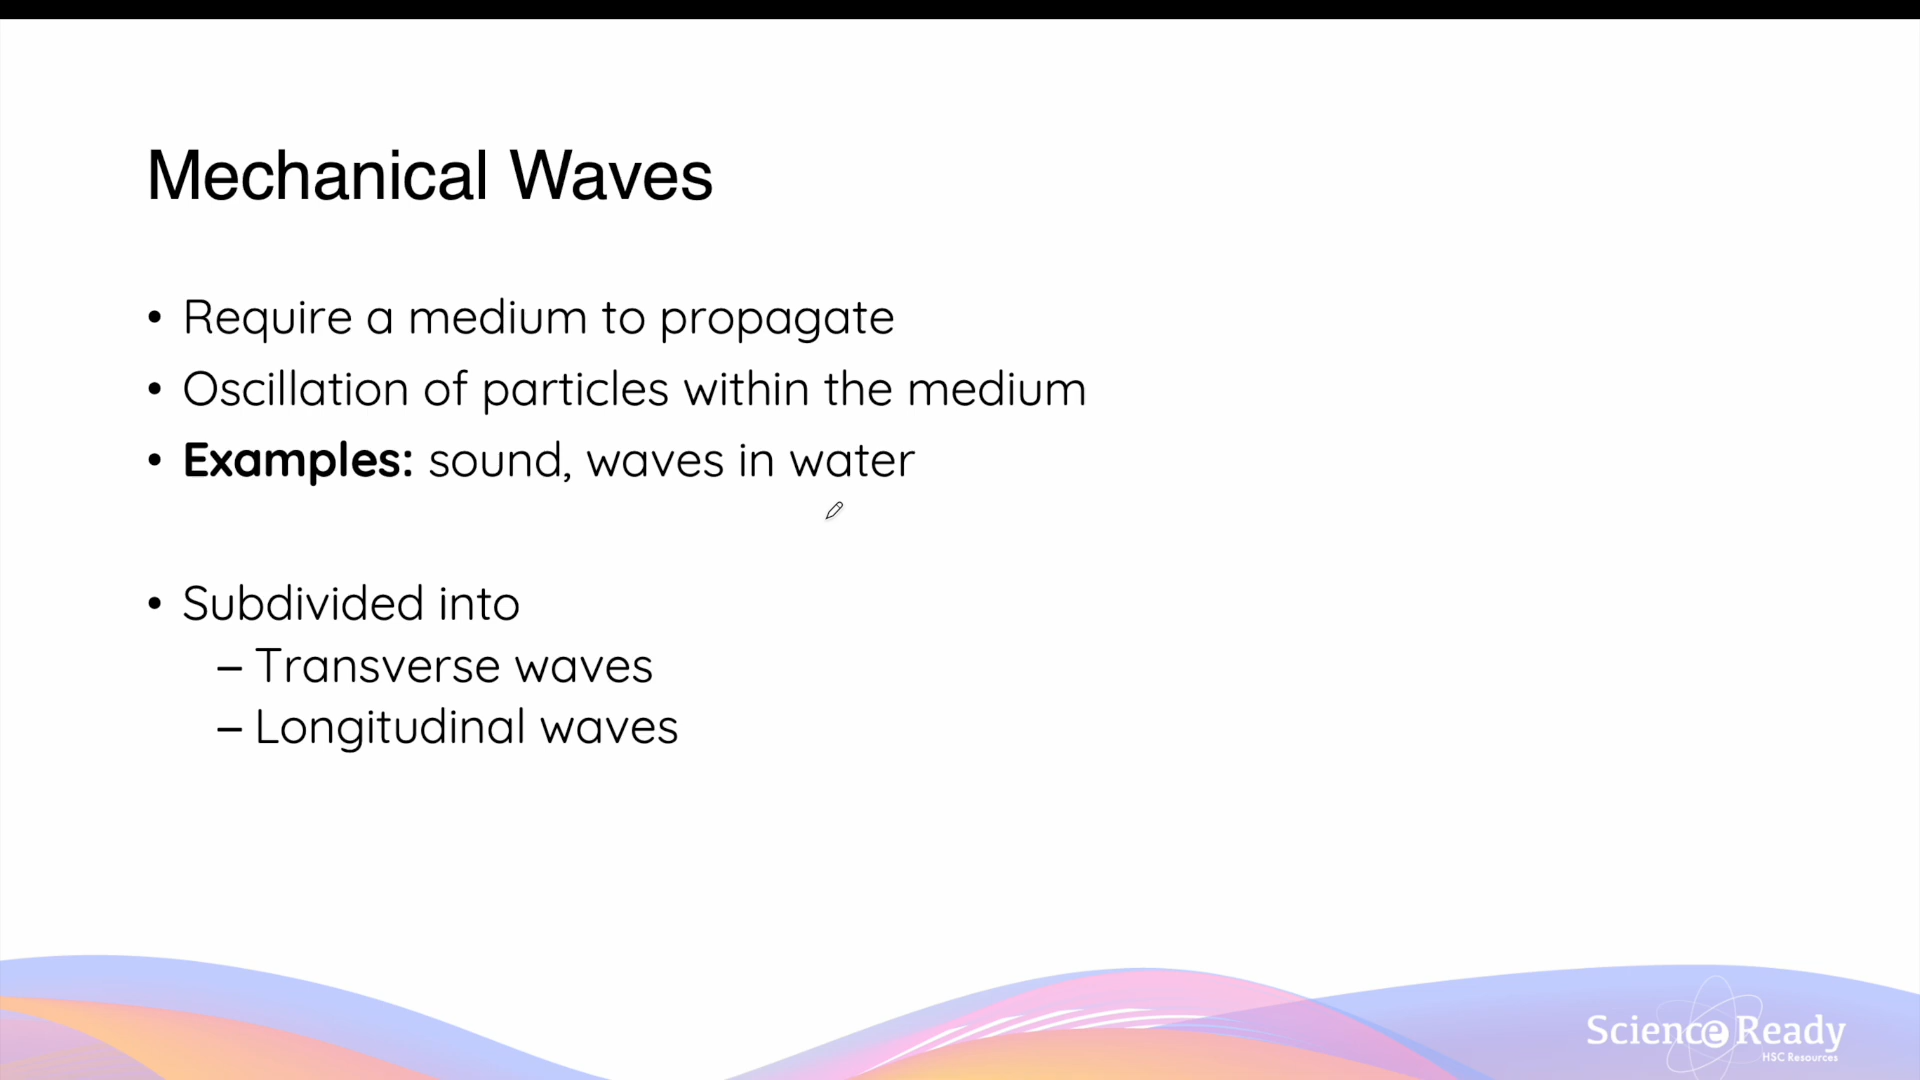 Mechanical Waves
• Require a medium to propagate
• Oscillation of particles within the medium
• Examples: sound, waves in water
• Subdivided into
– Transverse waves
– Longitudinal waves
Science Ready
HSC Resources